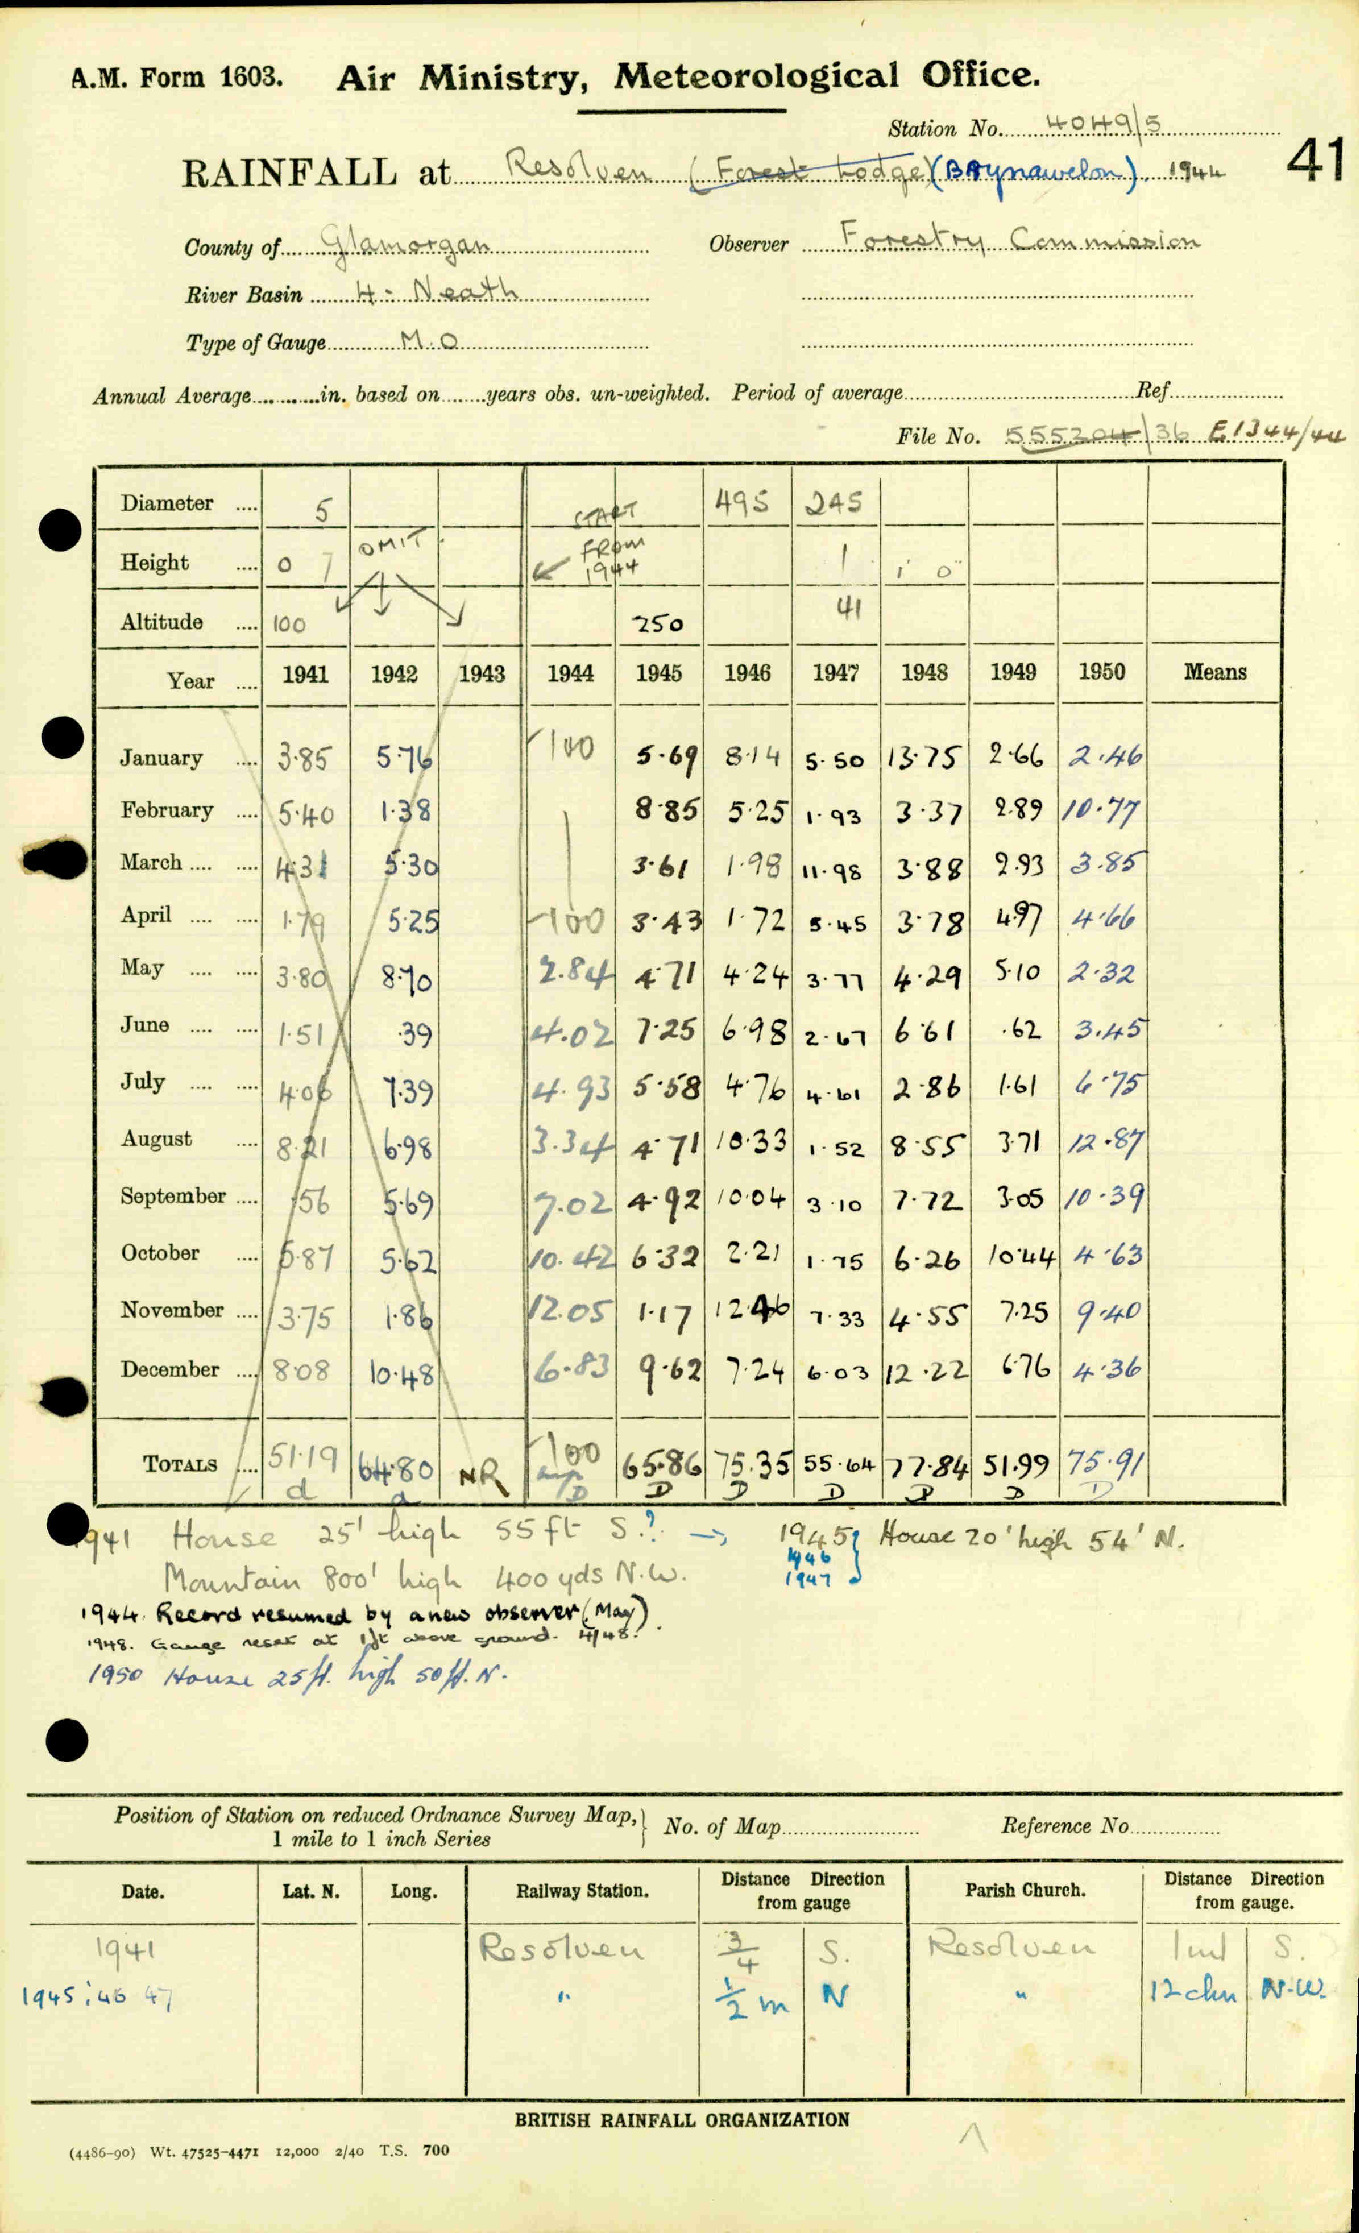 A.M. Form 1603. Air Ministry, Meteorological Office.
Station No. 4049/5
RAINFALL at Resolven (Forest Lodge) (Brynawelon) 1944
41
County of Glamorgan Observer Forestry Commission
River Basin 4 - Neath
Type of Gauge M.O
Annual Average in. based on years obs. un-weighted. Period of average Ref
File No. 555204/36 E1344/44
Diameter 5 START 495 245
Height 0 7 OMIT FROM 1944 1 1' 0"
Altitude 100 250 41
Year 1941 1942 1943 1944 1945 1946 1947 1948 1949 1950 Means
January 3.85 5.76 -100 5.69 8.14 5.50 13.75 2.66 2.46
February 5.40 1.38 8.85 5.25 1.93 3.37 2.89 10.77
March 4.31 5.30 3.61 1.98 11.98 3.88 2.93 3.85
April 1.79 5.25 -100 3.43 1.72 5.45 3.78 4.97 4.66
May 3.80 8.70 2.84 4.71 4.24 3.77 4.29 5.10 2.32
June 1.51 .39 4.02 7.25 6.98 2.67 6.61 .62 3.45
July 4.06 7.39 4.93 5.58 4.76 4.61 2.86 1.61 6.75
August 8.21 6.98 3.34 4.71 10.33 1.52 8.55 3.71 12.87
September .56 5.69 7.02 4.92 10.04 3.10 7.72 3.05 10.39
October 5.87 5.62 10.42 6.32 2.21 1.75 6.26 10.44 4.63
November 3.75 1.86 12.05 1.17 12.46 7.33 4.55 7.25 9.40
December 8.08 10.48 6.83 9.62 7.24 6.03 12.22 6.76 4.36
TOTALS 51.19 64.80 NR -100 65.86 75.35 55.64 77.84 51.99 75.91
d a D D D D D D D
1941 House 25' high 55ft S.? → 1945 House 20' high 54' N.
1946
1947
Mountain 800' high 400 yds N.W.
1944. Record resumed by a new observer (May)
1948. Gauge reset at 1ft above ground. 4/48.
1950 House 25ft. high 50ft. N.
Position of Station on reduced Ordnance Survey Map, No. of Map Reference No
1 mile to 1 inch Series
Date. Lat. N. Long. Railway Station. Distance Direction from gauge Parish Church. Distance Direction from gauge.
1941 Resolven 3/4 S. Resolven 1 ml S.
1945: 46 47 " 1/2 m N " 12 chn N.W.
BRITISH RAINFALL ORGANIZATION
(4486-90) Wt. 47525-4471 12,000 2/40 T.S. 700